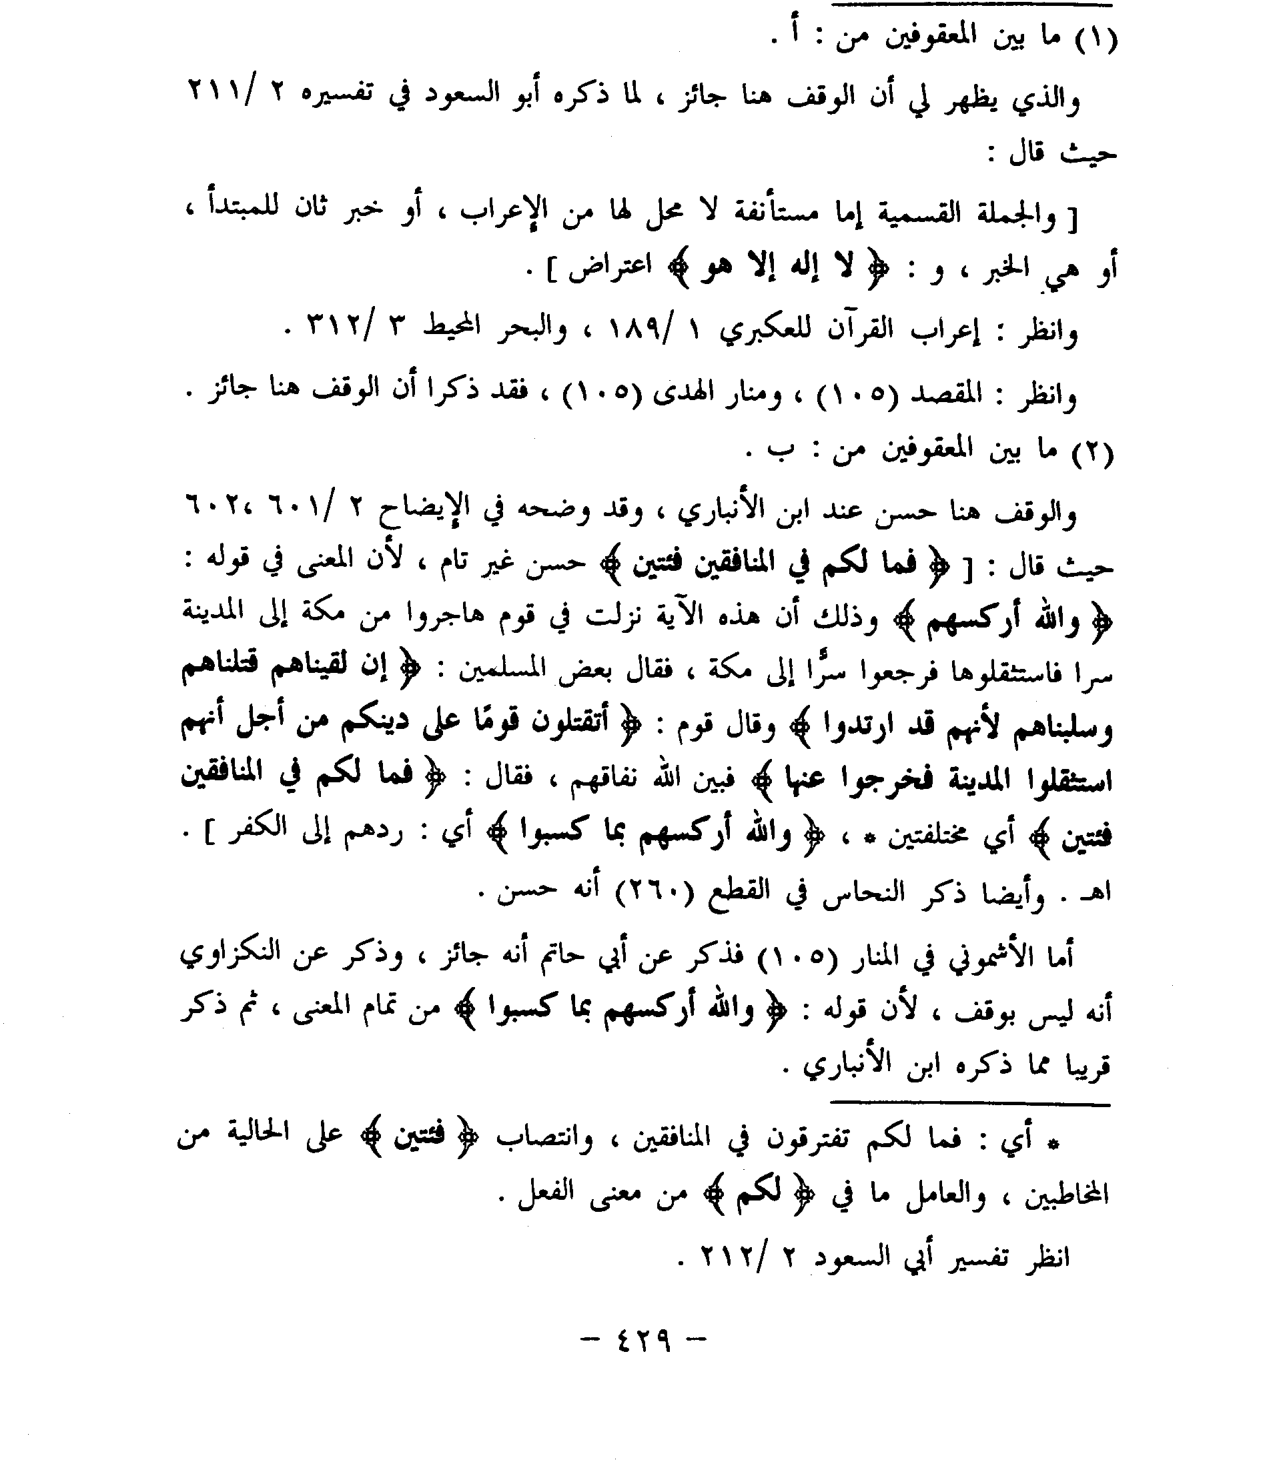 (١) ما بين المعقوفين من : أ .
والذي يظهر لي أن الوقف هنا جائز ، لما ذكره أبو السعود في تفسيره ٢ /٢١١
حيث قال :
[ والجملة القسمية إما مستأنفة لا محل لها من الإعراب ، أو خبر ثان للمبتدأ ،
أو هي الخبر ، و : ﴿ لا إله إلا هو ﴾ اعتراض ] .
وانظر : إعراب القرآن للعكبري ١ /١٨٩ ، والبحر المحيط ٣ /٣١٢ .
وانظر : المقصد (١٠٥) ، ومنار الهدى (١٠٥) ، فقد ذكرا أن الوقف هنا جائز .
(٢) ما بين المعقوفين من : ب .
والوقف هنا حسن عند ابن الأنباري ، وقد وضحه في الإيضاح ٢ /٦٠١ ،٦٠٢
حيث قال : [ ﴿ فما لكم في المنافقين فئتين ﴾ حسن غير تام ، لأن المعنى في قوله :
﴿ والله أركسهم ﴾ وذلك أن هذه الآية نزلت في قوم هاجروا من مكة إلى المدينة
سرا فاستثقلوها فرجعوا سرًّا إلى مكة ، فقال بعض المسلمين : ﴿ إن لقيناهم قتلناهم
وسلبناهم لأنهم قد ارتدوا ﴾ وقال قوم : ﴿ أتقتلون قومًا على دينكم من أجل أنهم
استثقلوا المدينة فخرجوا عنها ﴾ فبين الله نفاقهم ، فقال : ﴿ فما لكم في المنافقين
فئتين ﴾ أي مختلفتين * ، ﴿ والله أركسهم بما كسبوا ﴾ أي : ردهم إلى الكفر ] .
اهـ . وأيضا ذكر النحاس في القطع (٢٦٠) أنه حسن .
أما الأشموني في المنار (١٠٥) فذكر عن أبي حاتم أنه جائز ، وذكر عن النكزاوي
أنه ليس بوقف ، لأن قوله : ﴿ والله أركسهم بما كسبوا ﴾ من تمام المعنى ، ثم ذكر
قريبا مما ذكره ابن الأنباري .
* أي : فما لكم تفترقون في المنافقين ، وانتصاب ﴿ فئتين ﴾ على الحالية من
المخاطبين ، والعامل ما في ﴿ لكم ﴾ من معنى الفعل .
انظر تفسير أبي السعود ٢ /٢١٢ .
– ٤٢٩ –